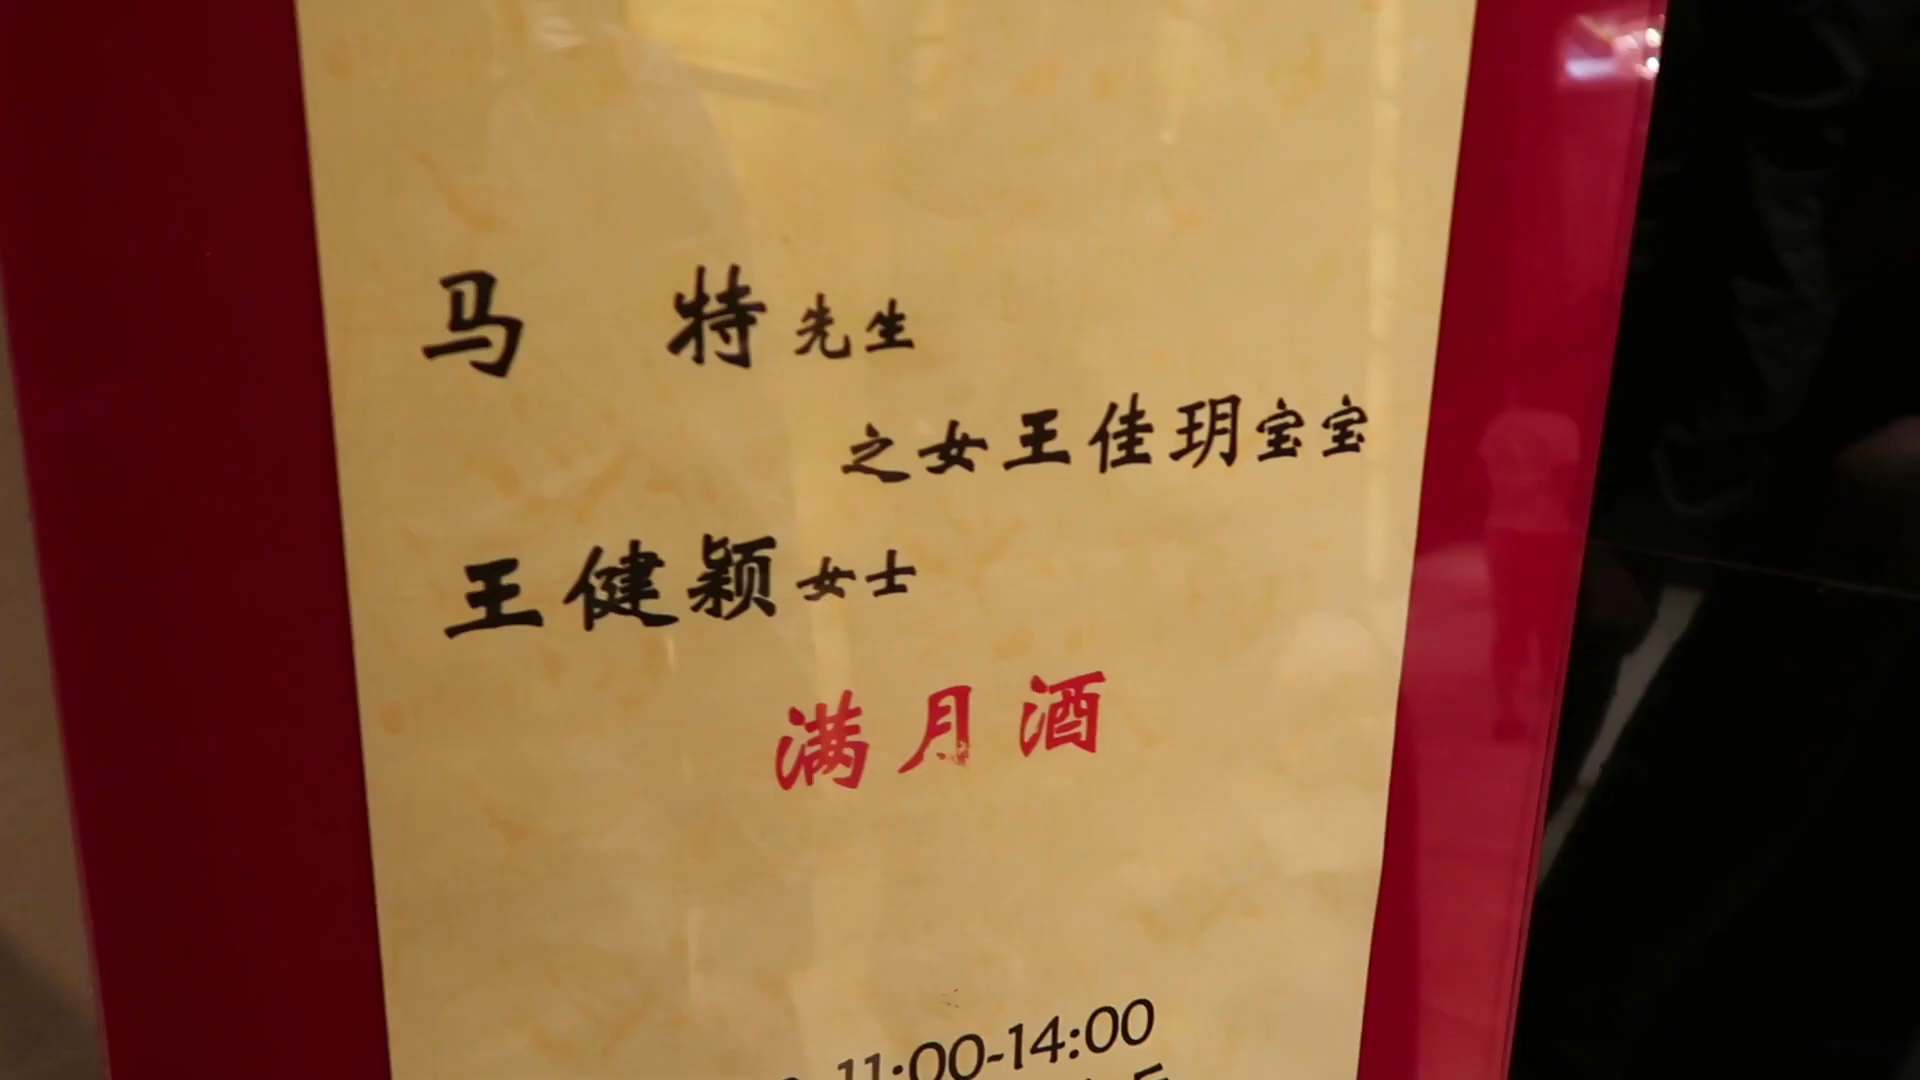 马 特 先生
之女王佳玥宝宝
王健颖 女士
满月酒
11:00-14:00